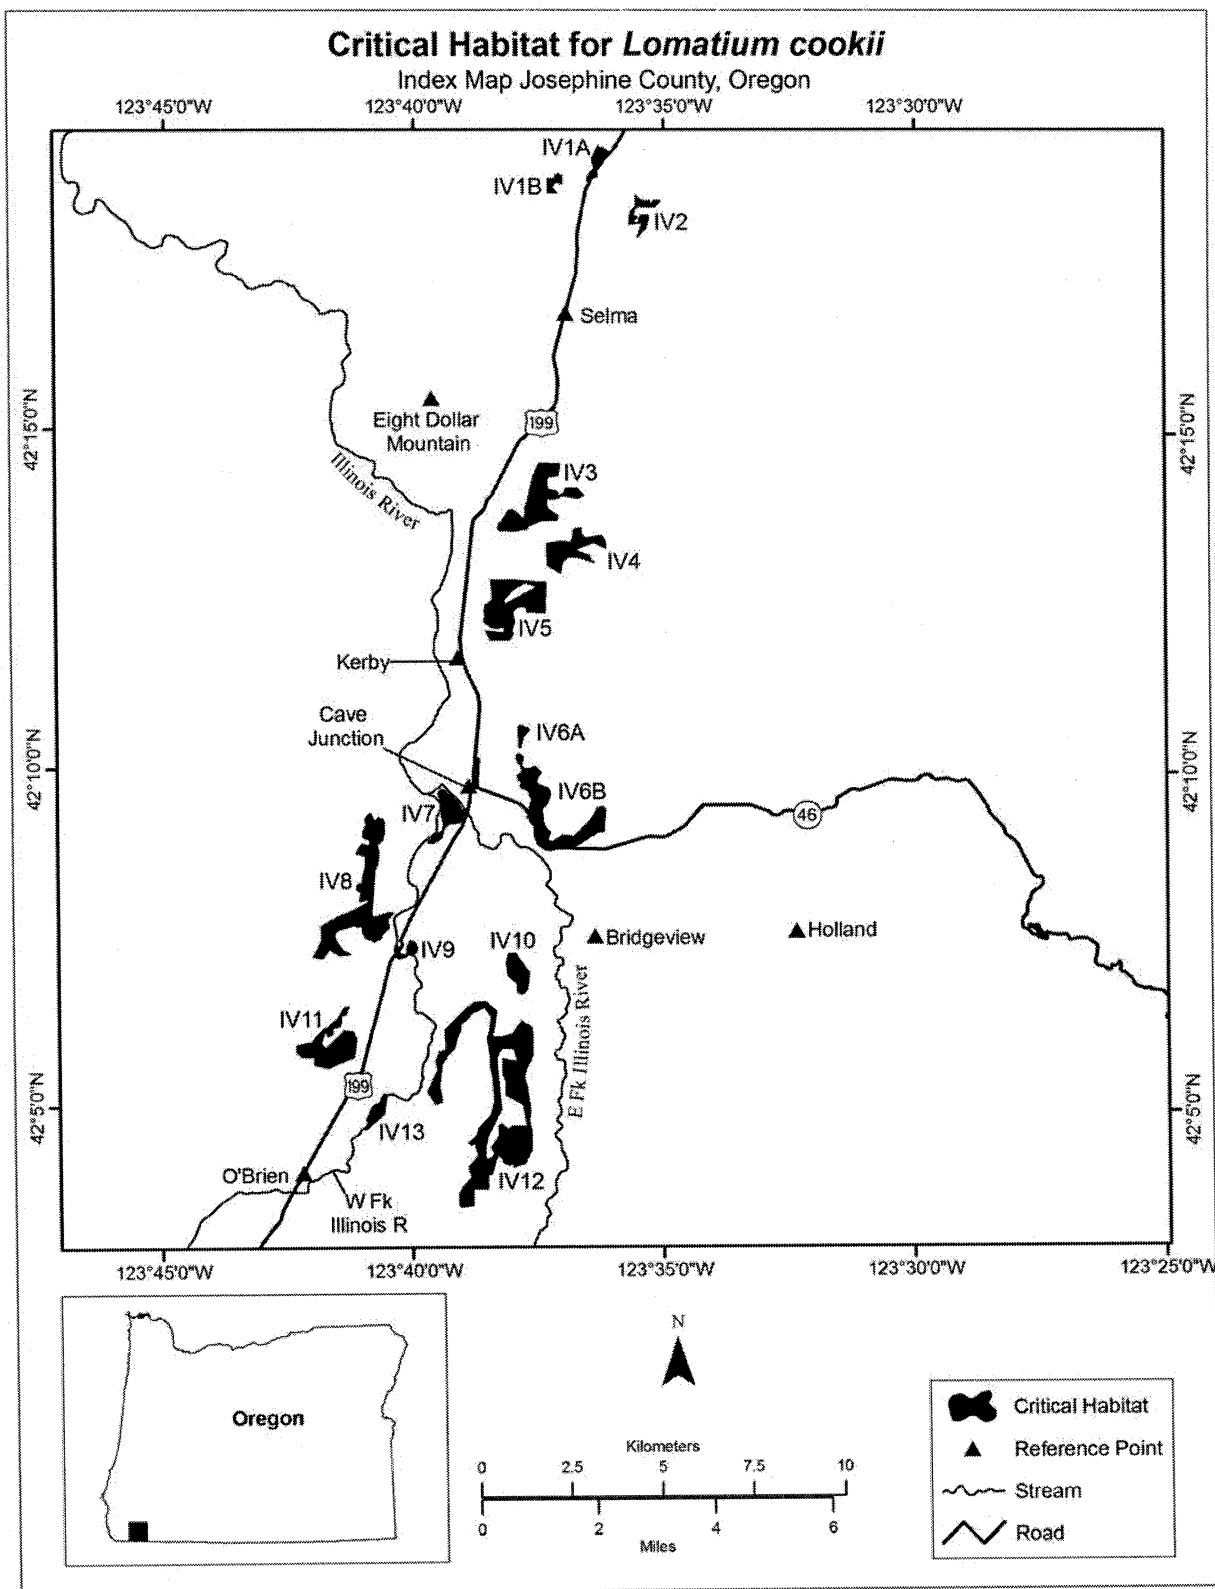 Critical Habitat for Lomatium cookii
Index Map Josephine County, Oregon
123°45'0"W
123°40'0"W
123°35'0"W
123°30'0"W
IV1A
IV1B
IV2
Selma
42°15'0"N
42°15'0"N
199
Eight Dollar
Mountain
Illinois River
IV3
IV4
IV5
Kerby
Cave
Junction
IV6A
42°10'0"N
42°10'0"N
IV6B
IV7
46
IV8
Bridgeview
Holland
IV9
IV10
E Fk Illinois River
IV11
199
42°5'0"N
42°5'0"N
IV13
O'Brien
IV12
W Fk
Illinois R
123°45'0"W
123°40'0"W
123°35'0"W
123°30'0"W
123°25'0"W
Oregon
N
Kilometers
0 2.5 5 7.5 10
0 2 4 6
Miles
Critical Habitat
Reference Point
Stream
Road